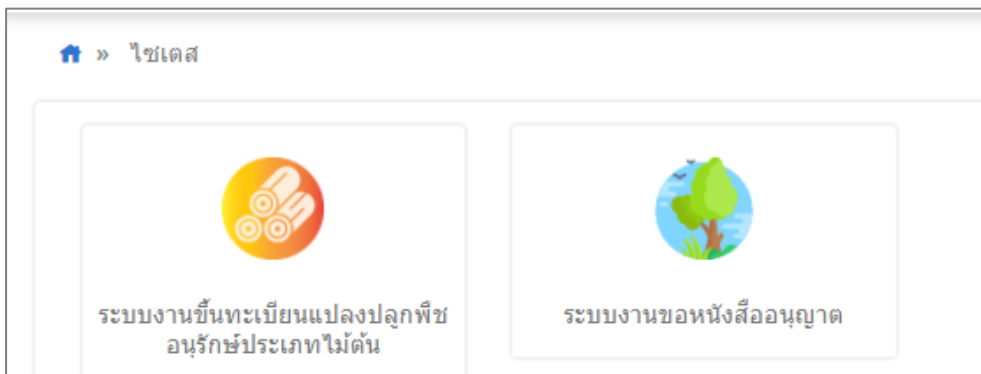 » ไซเตส
ระบบงานขึ้นทะเบียนแปลงปลูกพืช
อนุรักษ์ประเภทไม้ต้น
ระบบงานขอหนังสืออนุญาต